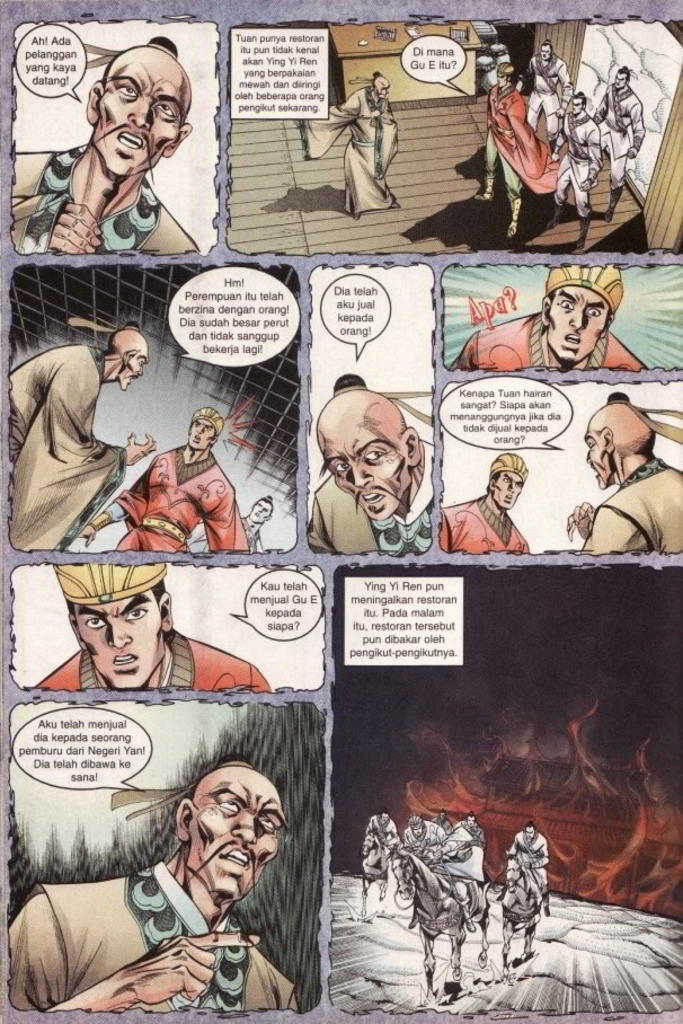 Ah! Ada
pelanggan
yang kaya
datang!
Tuan punya restoran
itu pun tidak kenal
akan Ying Yi Ren
yang berpakaian
mewah dan diiringi
oleh beberapa orang
pengikut sekarang.
Di mana
Gu E itu?
Hm!
Perempuan itu telah
berzina dengan orang!
Dia sudah besar perut
dan tidak sanggup
bekerja lagi!
Dia telah
aku jual
kepada
orang!
Apa?
Kenapa Tuan hairan
sangat? Siapa akan
menanggungnya jika dia
tidak dijual kepada
orang?
Kau telah
menjual Gu E
kepada
siapa?
Aku telah menjual
dia kepada seorang
pemburu dari Negeri Yan!
Dia telah dibawa ke
sana!
Ying Yi Ren pun
meningalkan restoran
itu. Pada malam
itu, restoran tersebut
pun dibakar oleh
pengikut-pengikutnya.